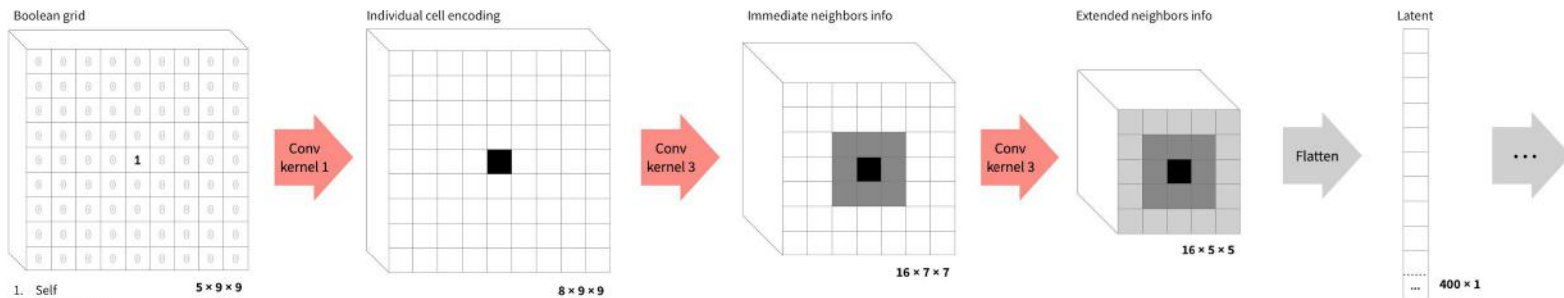 Boolean grid
Individual cell encoding
Immediate neighbors info
Extended neighbors info
Latent
0 0 0 0 0 0 0 0 0
0 0 0 0 0 0 0 0 0
0 0 0 0 0 0 0 0 0
0 0 0 0 0 0 0 0 0
0 0 0 0 1 0 0 0 0
0 0 0 0 0 0 0 0 0
0 0 0 0 0 0 0 0 0
0 0 0 0 0 0 0 0 0
0 0 0 0 0 0 0 0 0
Conv
kernel 1
Conv
kernel 3
Conv
kernel 3
Flatten
...
1. Self
5 × 9 × 9
8 × 9 × 9
16 × 7 × 7
16 × 5 × 5
...
400 × 1